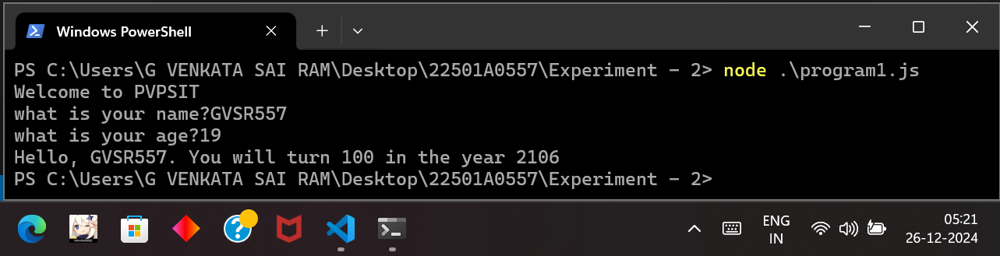 Windows PowerShell
PS C:\Users\G VENKATA SAI RAM\Desktop\22501A0557\Experiment - 2> node .\program1.js
Welcome to PVPSIT
what is your name?GVSR557
what is your age?19
Hello, GVSR557. You will turn 100 in the year 2106
PS C:\Users\G VENKATA SAI RAM\Desktop\22501A0557\Experiment - 2>
ENG
IN
05:21
26-12-2024